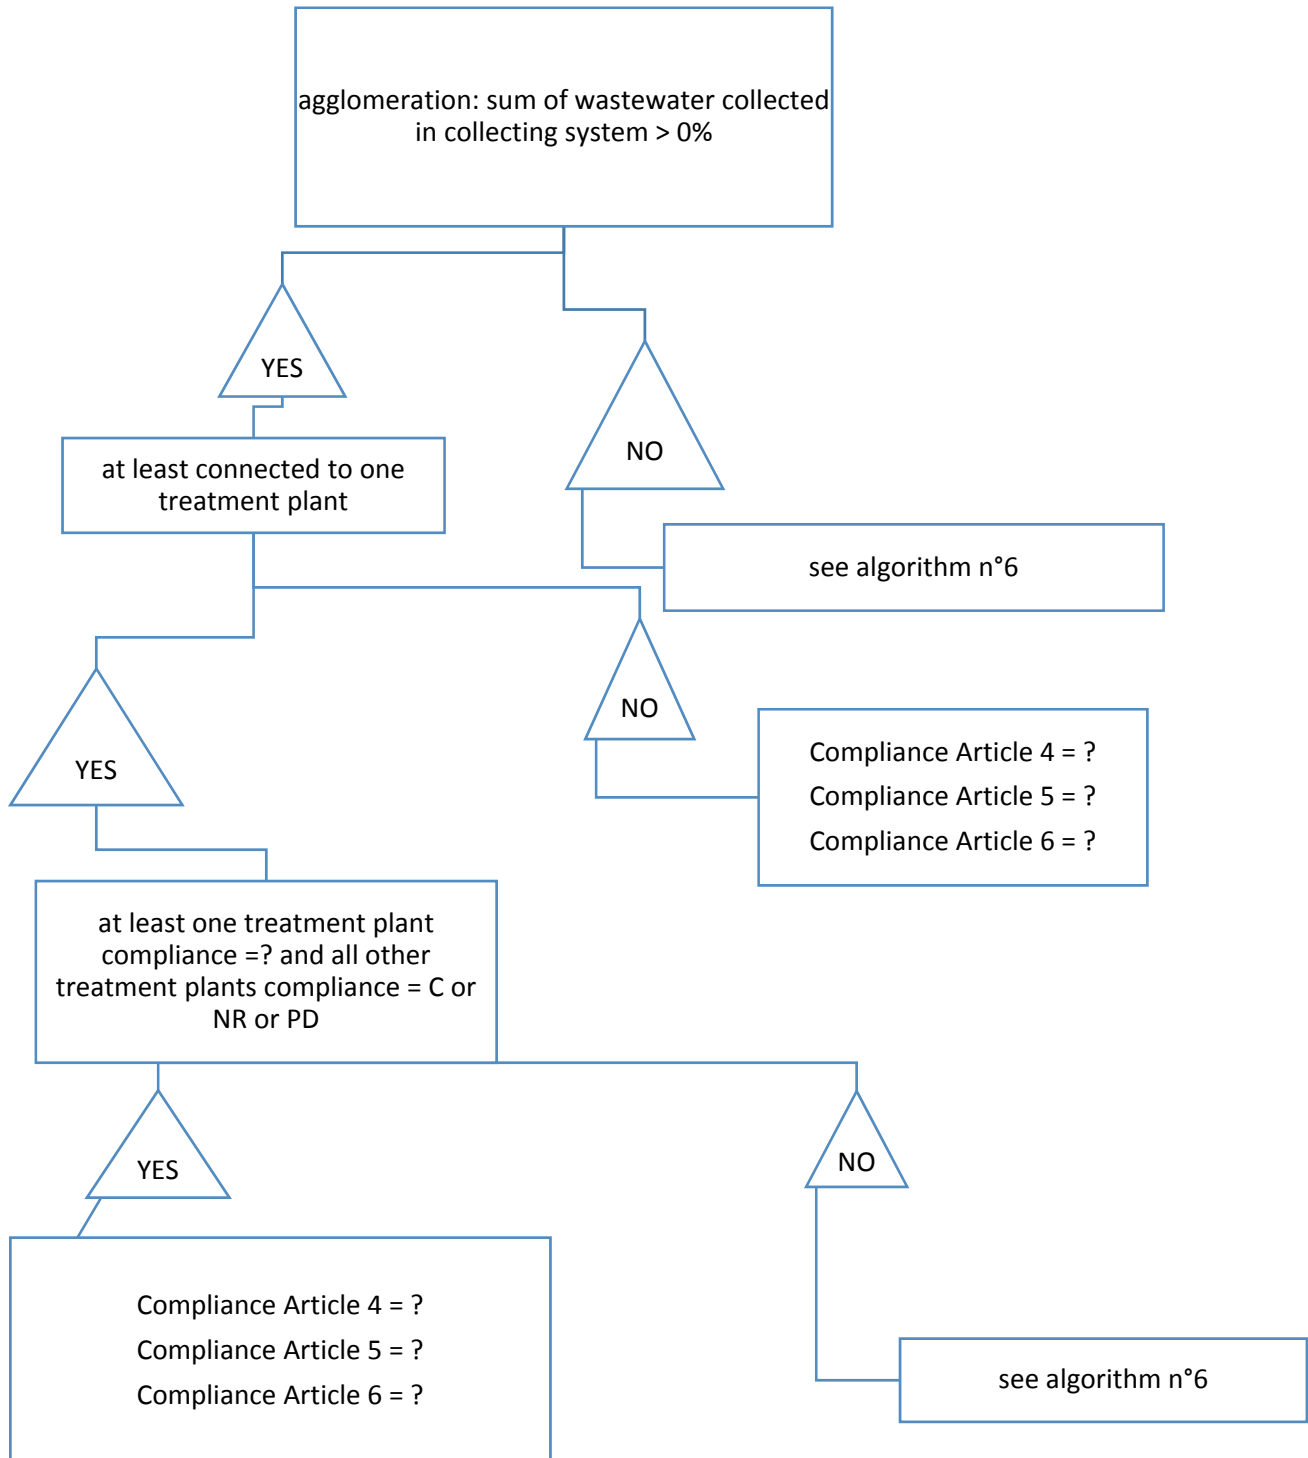 agglomeration: sum of wastewater collected
in collecting system > 0%
YES
NO
at least connected to one
treatment plant
see algorithm n°6
YES
NO
Compliance Article 4 = ?
Compliance Article 5 = ?
Compliance Article 6 = ?
at least one treatment plant
compliance =? and all other
treatment plants compliance = C or
NR or PD
YES
NO
Compliance Article 4 = ?
Compliance Article 5 = ?
Compliance Article 6 = ?
see algorithm n°6